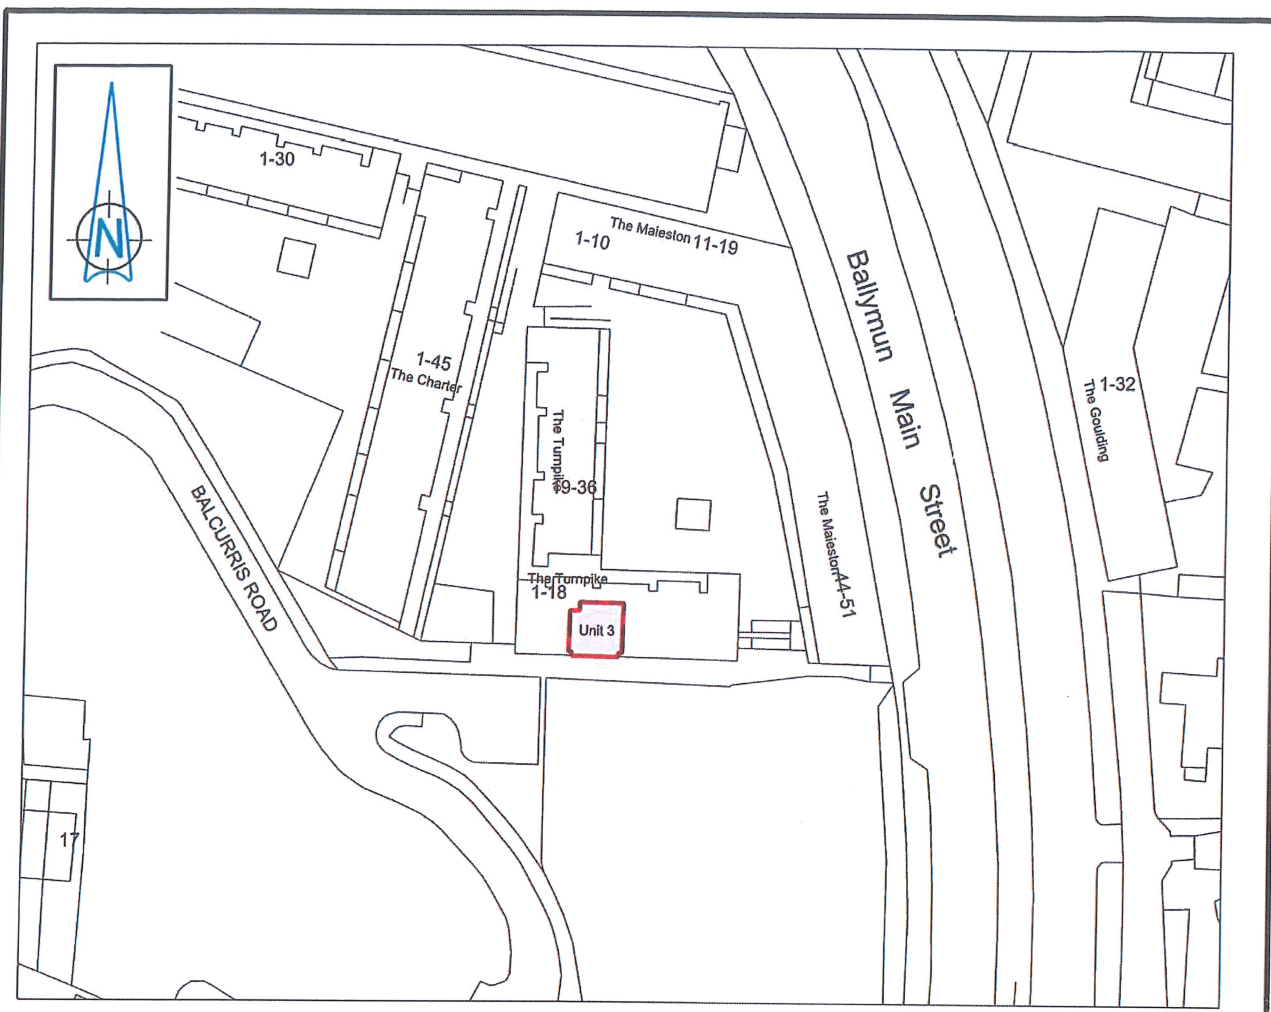 N
1-30
The Maieston 11-19
1-10
Ballymun Main Street
1-45
The Charter
1-32
The Goulding
The Turnpike
19-36
BALCURRIS ROAD
The Maieston
44-51
The Turnpike
1-18
Unit 3
17